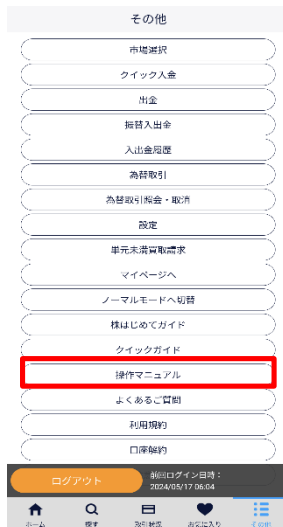 その他
市場選択
クイック入金
出金
振替入出金
入出金履歴
為替取引
為替取引照会・取消
設定
単元未満買取請求
マイページへ
ノーマルモードへ切替
株はじめてガイド
クイックガイド
操作マニュアル
よくあるご質問
利用規約
口座解約
ログアウト
前回ログイン日時：
2024/05/17 06:04
ホーム
探す
取引状況
お気に入り
その他